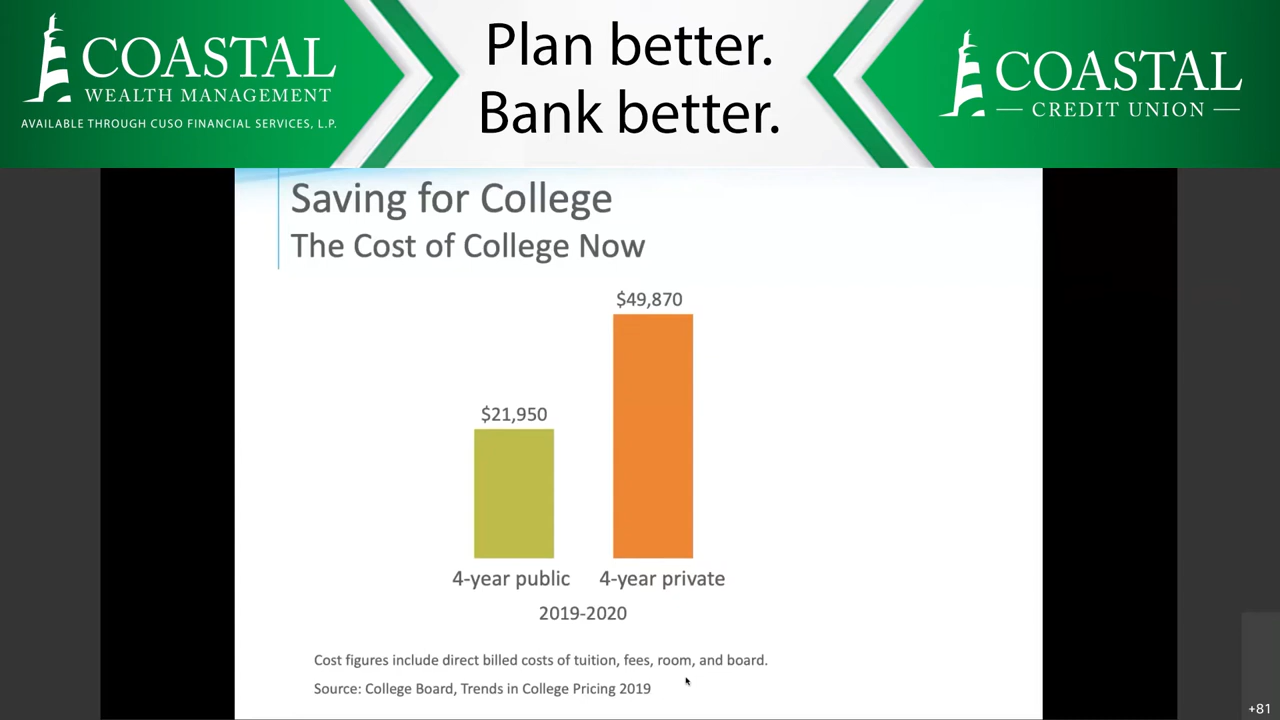 COASTAL
WEALTH MANAGEMENT
AVAILABLE THROUGH CUSO FINANCIAL SERVICES, L.P.
Plan better.
Bank better.
COASTAL
CREDIT UNION
Saving for College
The Cost of College Now
$49,870
$21,950
4-year public
4-year private
2019-2020
Cost figures include direct billed costs of tuition, fees, room, and board.
Source: College Board, Trends in College Pricing 2019
+81